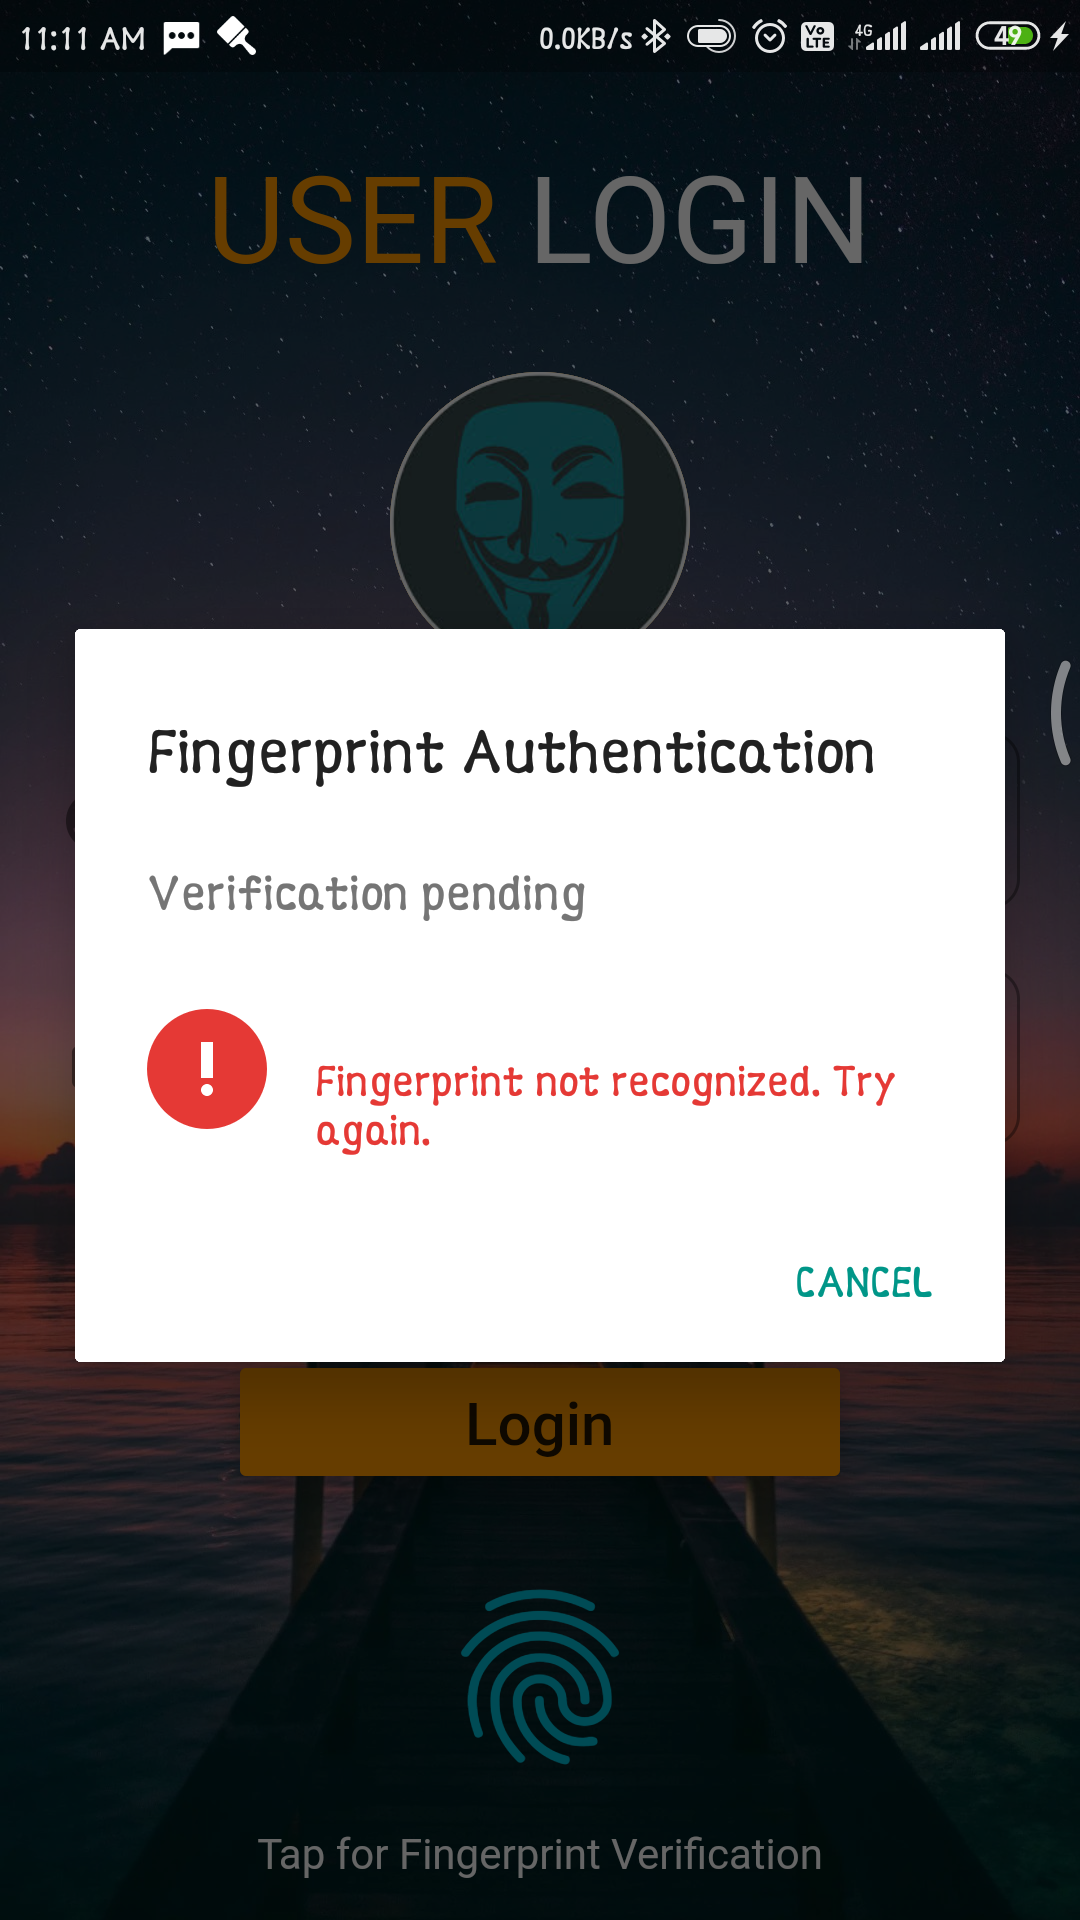 11:11 AM
0.0KB/s
Vo
LTE
4G
49
USER LOGIN
Fingerprint Authentication
Verification pending
Fingerprint not recognized. Try
again.
CANCEL
Login
Tap for Fingerprint Verification